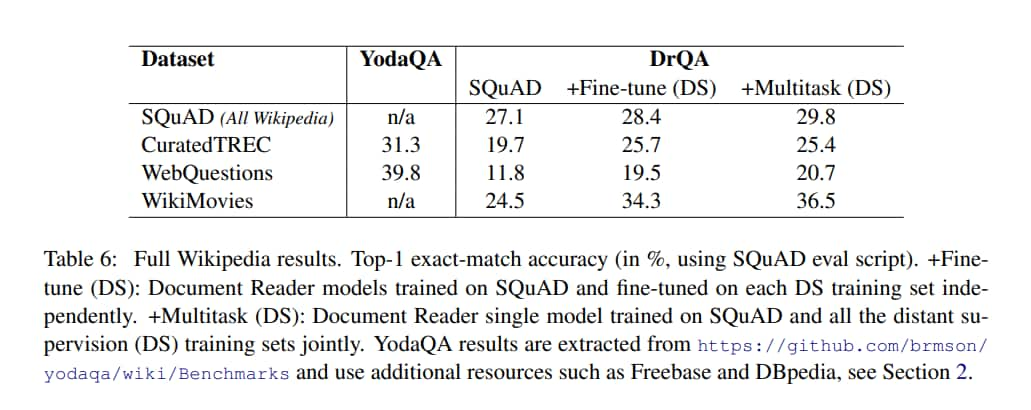 Dataset YodaQA DrQA
SQuAD +Fine-tune (DS) +Multitask (DS)
SQuAD (All Wikipedia) n/a 27.1 28.4 29.8
CuratedTREC 31.3 19.7 25.7 25.4
WebQuestions 39.8 11.8 19.5 20.7
WikiMovies n/a 24.5 34.3 36.5
Table 6: Full Wikipedia results. Top-1 exact-match accuracy (in %, using SQuAD eval script). +Fine-
tune (DS): Document Reader models trained on SQuAD and fine-tuned on each DS training set inde-
pendently. +Multitask (DS): Document Reader single model trained on SQuAD and all the distant su-
pervision (DS) training sets jointly. YodaQA results are extracted from https://github.com/brmson/
yodaqa/wiki/Benchmarks and use additional resources such as Freebase and DBpedia, see Section 2.